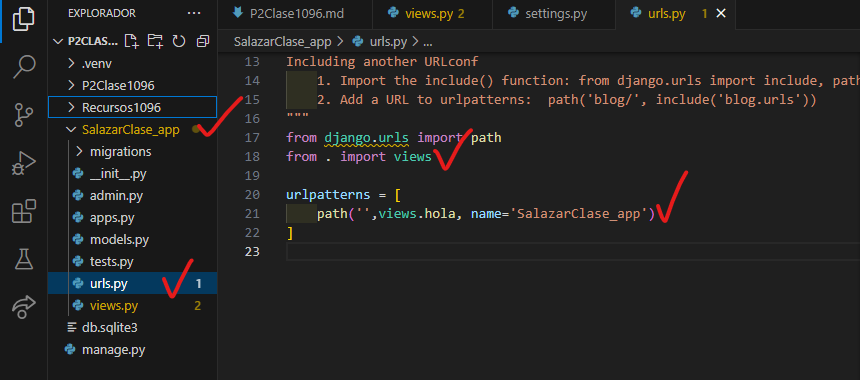 EXPLORADOR
P2CLAS...
.venv
P2Clase1096
Recursos1096
SalazarClase_app
migrations
__init__.py
admin.py
apps.py
models.py
tests.py
urls.py 1
views.py 2
db.sqlite3
manage.py
P2Clase1096.md
views.py 2
settings.py
urls.py 1
SalazarClase_app > urls.py > ...
13 Including another URLconf
14 1. Import the include() function: from django.urls import include, path
15 2. Add a URL to urlpatterns:  path('blog/', include('blog.urls'))
16 """
17 from django.urls import path
18 from . import views
19
20 urlpatterns = [
21 path('',views.hola, name='SalazarClase_app')
22 ]
23